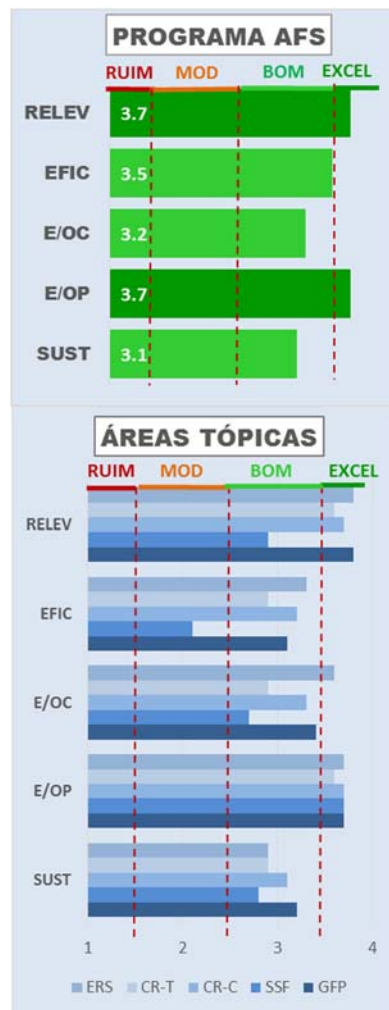 PROGRAMA AFS
RUIM MOD BOM EXCEL
RELEV 3.7
EFIC 3.5
E/OC 3.2
E/OP 3.7
SUST 3.1
ÁREAS TÓPICAS
RUIM MOD BOM EXCEL
RELEV
EFIC
E/OC
E/OP
SUST
1 2 3 4
ERS CR-T CR-C SSF GFP